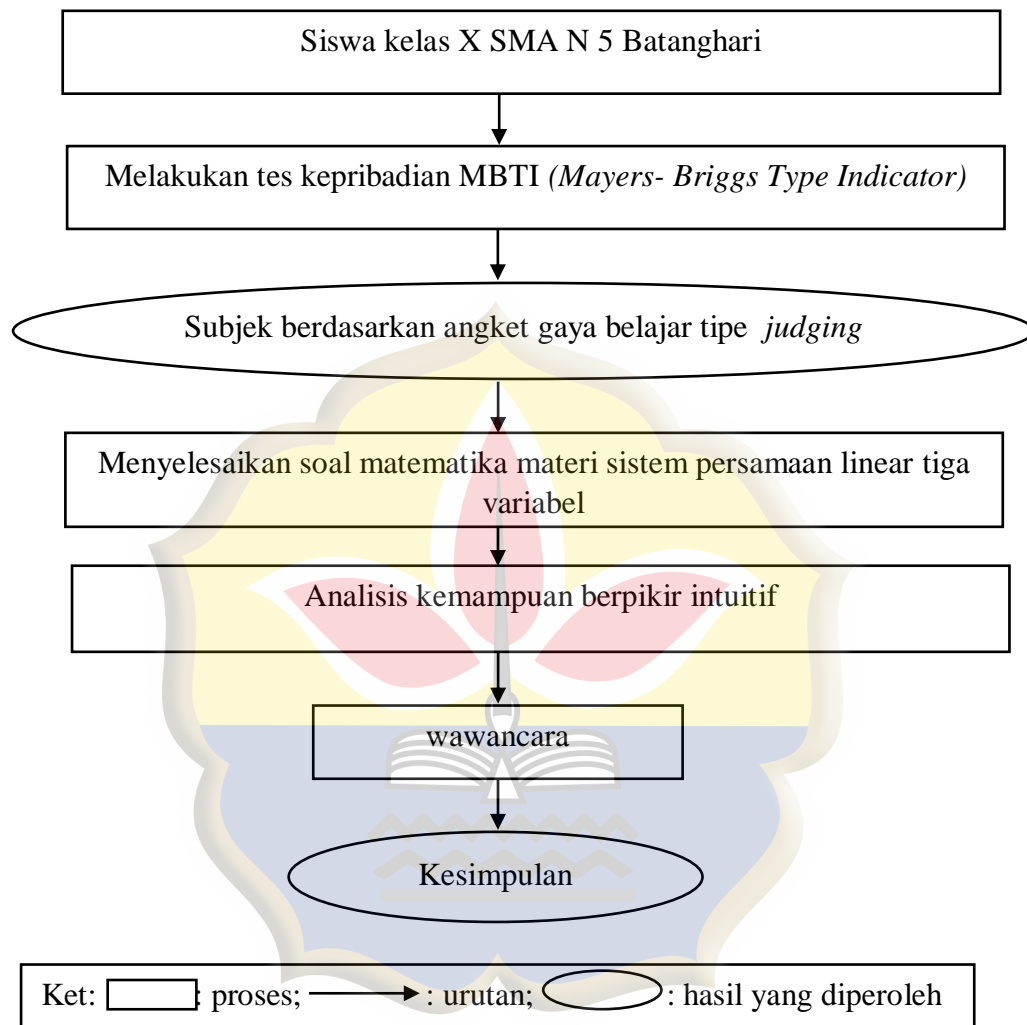 Siswa kelas X SMA N 5 Batanghari
Melakukan tes kepribadian MBTI (Mayers- Briggs Type Indicator)
Subjek berdasarkan angket gaya belajar tipe judging
Menyelesaikan soal matematika materi sistem persamaan linear tiga
variabel
Analisis kemampuan berpikir intuitif
wawancara
Kesimpulan
Ket: : proses; : urutan; : hasil yang diperoleh